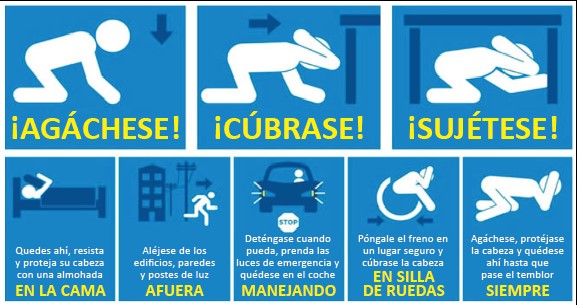 ¡AGÁCHESE!
¡CÚBRASE!
¡SUJÉTESE!
Quedes ahí, resista
y proteja su cabeza
con una almohada
EN LA CAMA
Aléjese de los
edificios, paredes
y postes de luz
AFUERA
STOP
Deténgase cuando
pueda, prenda las
luces de emergencia y
quédese en el coche
MANEJANDO
Póngale el freno en
un lugar seguro y
cúbrase la cabeza
EN SILLA
DE RUEDAS
Agáchese, protéjase
la cabeza y quédese
ahí hasta que
pase el temblor
SIEMPRE